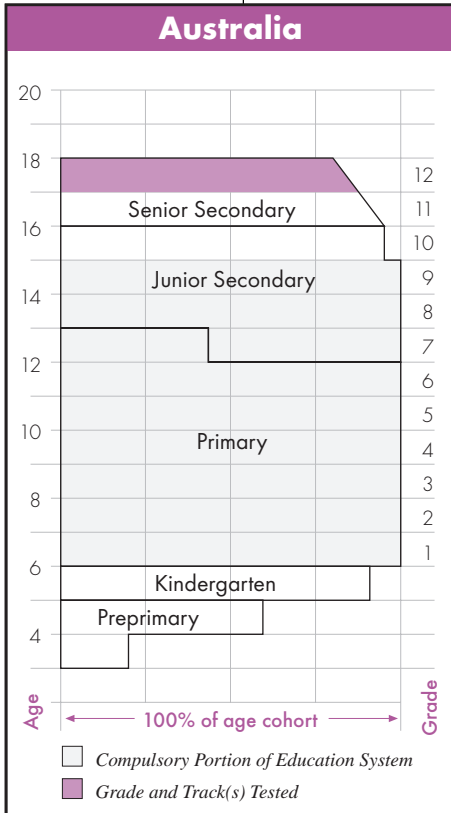 Australia
20
18
12
Senior Secondary
11
16
10
Junior Secondary
9
14
8
7
12
6
5
10
Primary
4
3
8
2
1
6
Kindergarten
Preprimary
4
Age
100% of age cohort
Grade
Compulsory Portion of Education System
Grade and Track(s) Tested